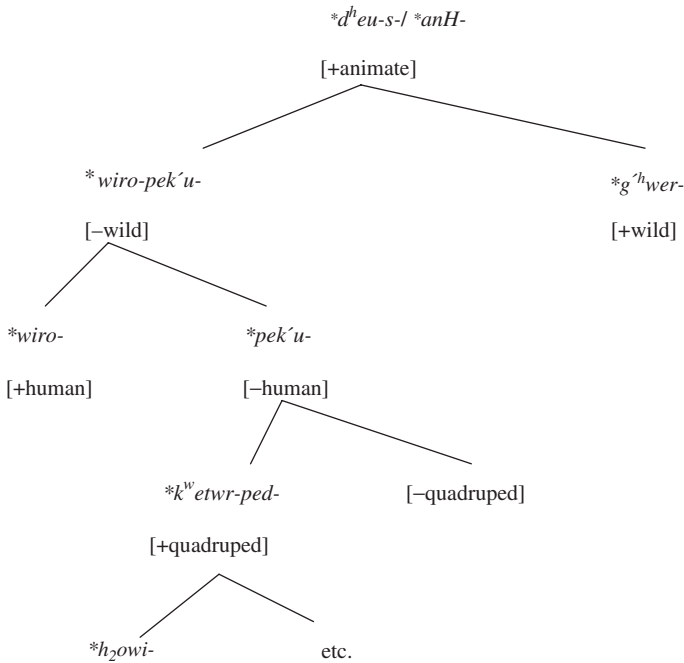 *dʰeu-s-/ *anH-
[+animate]
*wiro-pek´u- *g´ʰwer-
[–wild] [+wild]
*wiro- *pek´u-
[+human] [–human]
*kʷetwr-ped- [–quadruped]
[+quadruped]
*h₂owi- etc.